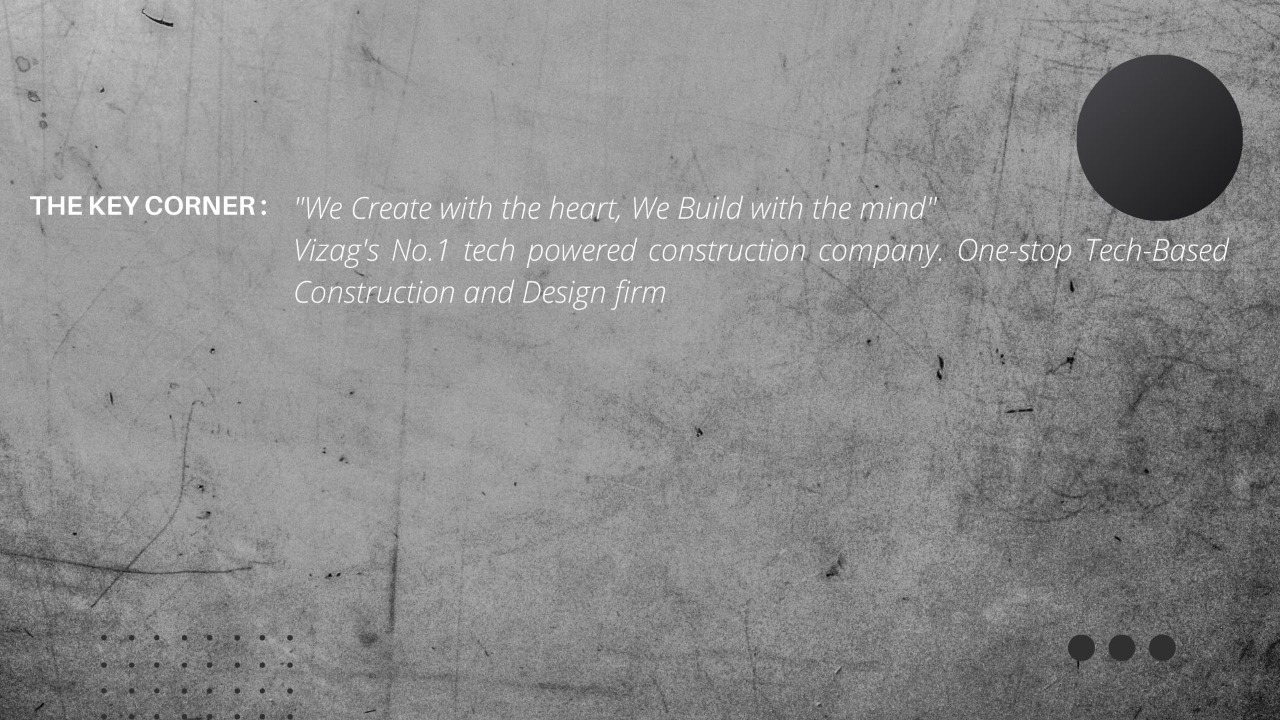 THE KEY CORNER : "We Create with the heart, We Build with the mind"
Vizag's No.1 tech powered construction company. One-stop Tech-Based
Construction and Design firm